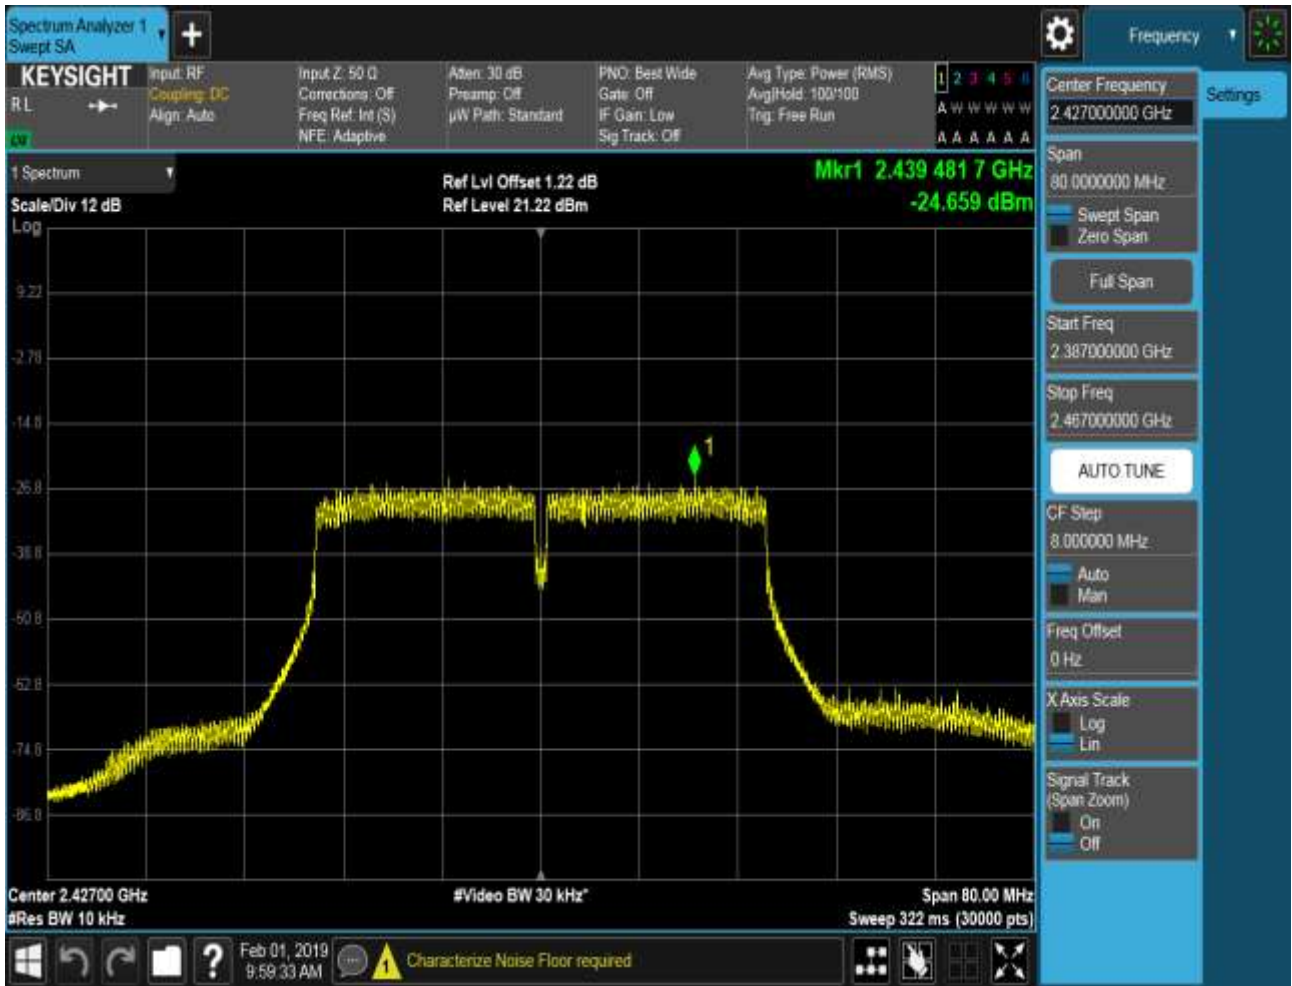 Spectrum Analyzer 1
Swept SA
Frequency
KEYSIGHT
R L
Input: RF
Coupling: DC
Align: Auto
Input Z: 50 Ω
Corrections: Off
Freq Ref: Int (S)
NFE: Adaptive
Atten: 30 dB
Preamp: Off
µW Path: Standard
PNO: Best Wide
Gate: Off
IF Gain: Low
Sig Track: Off
Avg Type: Power (RMS)
Avg|Hold: 100/100
Trig: Free Run
1 2 3 4 5 6
A W W W W W
A A A A A A
1 Spectrum
Scale/Div 12 dB
Log
Ref Lvl Offset 1.22 dB
Ref Level 21.22 dBm
Mkr1 2.439 481 7 GHz
-24.659 dBm
9.22
-2.78
-14.8
-26.8
-38.8
-50.8
-62.8
-74.8
-86.8
1
Center 2.42700 GHz
#Res BW 10 kHz
#Video BW 30 kHz*
Span 80.00 MHz
Sweep 322 ms (30000 pts)
Center Frequency
2.427000000 GHz
Settings
Span
80.0000000 MHz
Swept Span
Zero Span
Full Span
Start Freq
2.387000000 GHz
Stop Freq
2.467000000 GHz
AUTO TUNE
CF Step
8.000000 MHz
Auto
Man
Freq Offset
0 Hz
X Axis Scale
Log
Lin
Signal Track
(Span Zoom)
On
Off
?
Feb 01, 2019
9:59:33 AM
1
Characterize Noise Floor required